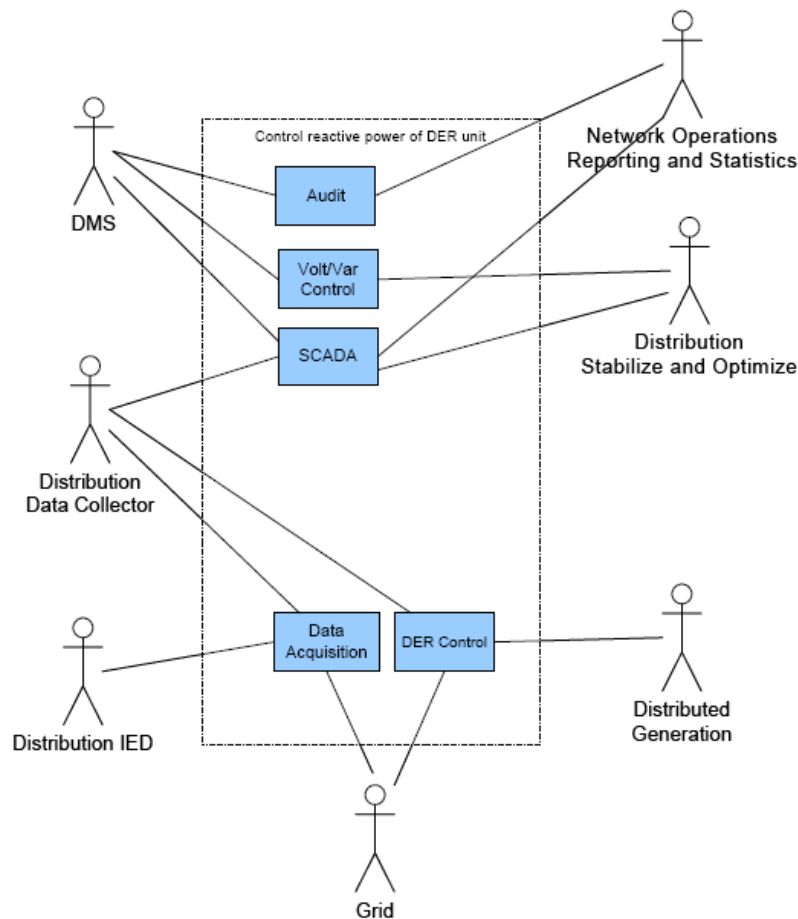 Control reactive power of DER unit
Network Operations
Reporting and Statistics
DMS
Audit
Volt/Var
Control
SCADA
Distribution
Stabilize and Optimize
Distribution
Data Collector
Data
Acquisition
DER Control
Distribution IED
Distributed
Generation
Grid